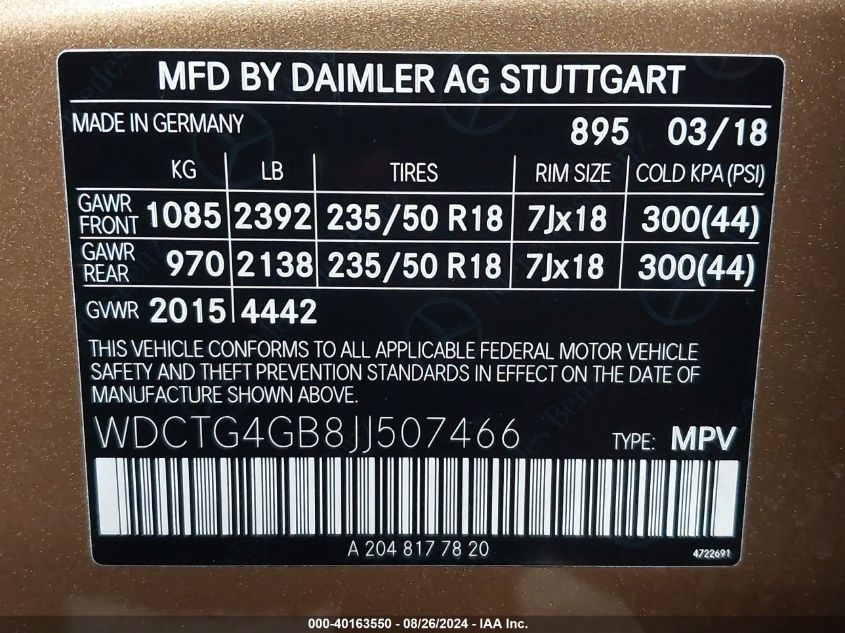 MFD BY DAIMLER AG STUTTGART
MADE IN GERMANY 895 03/18
KG LB TIRES RIM SIZE COLD KPA (PSI)
GAWR FRONT 1085 2392 235/50 R18 7Jx18 300(44)
GAWR REAR 970 2138 235/50 R18 7Jx18 300(44)
GVWR 2015 4442
THIS VEHICLE CONFORMS TO ALL APPLICABLE FEDERAL MOTOR VEHICLE
SAFETY AND THEFT PREVENTION STANDARDS IN EFFECT ON THE DATE OF
MANUFACTURE SHOWN ABOVE.
WDCTG4GB8JJ507466 TYPE: MPV
A 204 817 78 20 4722691
000-40163550 - 08/26/2024 - IAA Inc.